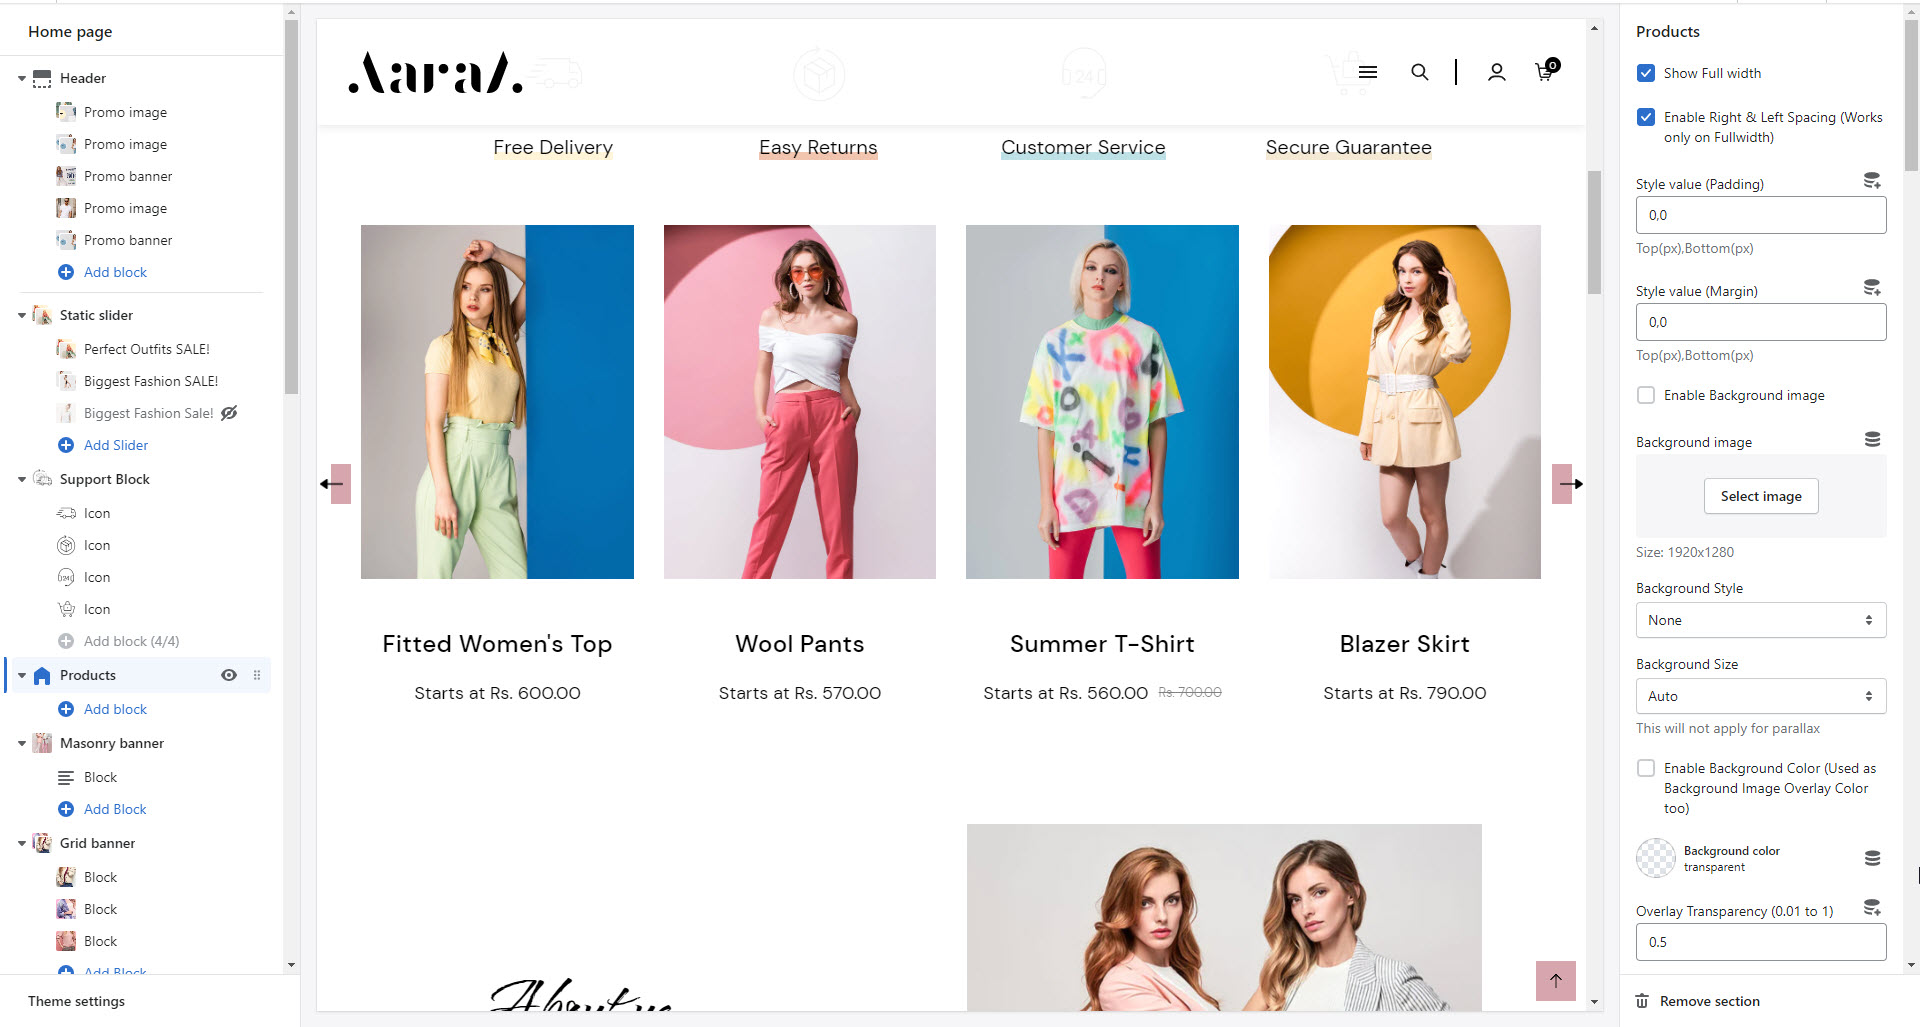 Home page
Header
Promo image
Promo image
Promo banner
Promo image
Promo banner
Add block
Static slider
Perfect Outfits SALE!
Biggest Fashion SALE!
Biggest Fashion Sale!
Add Slider
Support Block
Icon
Icon
Icon
Icon
Add block (4/4)
Products
Add block
Masonry banner
Block
Add Block
Grid banner
Block
Block
Block
Add Block
Theme settings
Aaral.
24
0
Free Delivery
Easy Returns
Customer Service
Secure Guarantee
Fitted Women's Top
Starts at Rs. 600.00
Wool Pants
Starts at Rs. 570.00
Summer T-Shirt
Starts at Rs. 560.00 Rs. 700.00
Blazer Skirt
Starts at Rs. 790.00
About us
Products
Show Full width
Enable Right & Left Spacing (Works
only on Fullwidth)
Style value (Padding)
0,0
Top(px),Bottom(px)
Style value (Margin)
0,0
Top(px),Bottom(px)
Enable Background image
Background image
Select image
Size: 1920x1280
Background Style
None
Background Size
Auto
This will not apply for parallax
Enable Background Color (Used as
Background Image Overlay Color
too)
Background color
transparent
Overlay Transparency (0.01 to 1)
0.5
Remove section